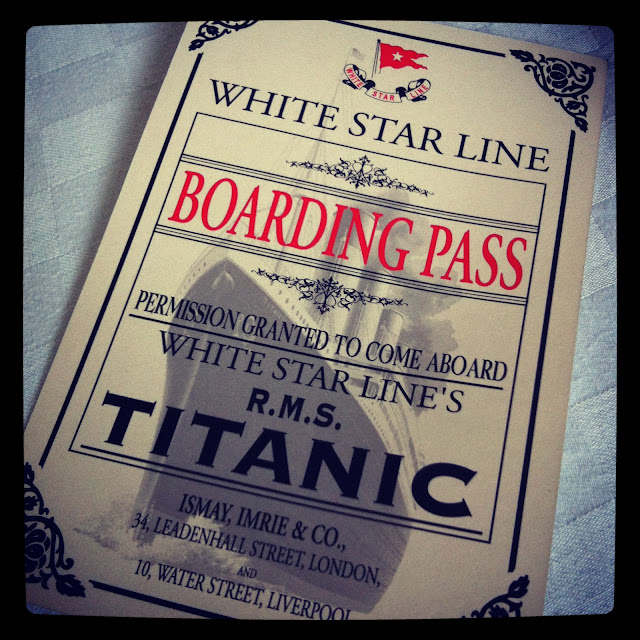 WHITE STAR LINE
WHITE STAR LINE
BOARDING PASS
PERMISSION GRANTED TO COME ABOARD
WHITE STAR LINE'S
R.M.S.
TITANIC
ISMAY, IMRIE & CO.,
34, LEADENHALL STREET, LONDON,
AND
10, WATER STREET, LIVERPOOL